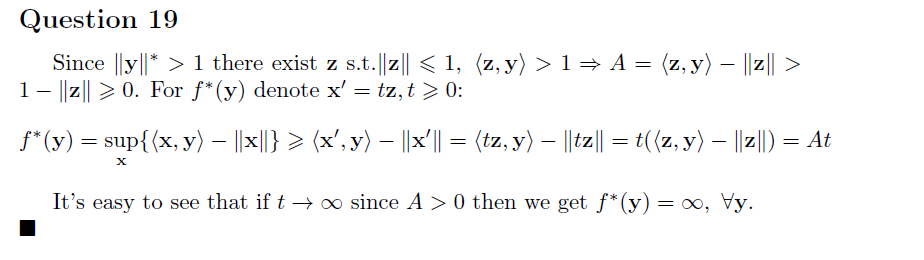 Question 19
Since ‖y‖* > 1 there exist z s.t.‖z‖ ⩽ 1, ⟨z, y⟩ > 1 ⇒ A = ⟨z, y⟩ − ‖z‖ >
1 − ‖z‖ ⩾ 0. For f*(y) denote x′ = tz, t ⩾ 0:
f*(y) = sup{⟨x, y⟩ − ‖x‖} ⩾ ⟨x′, y⟩ − ‖x′‖ = ⟨tz, y⟩ − ‖tz‖ = t(⟨z, y⟩ − ‖z‖) = At
x
It's easy to see that if t → ∞ since A > 0 then we get f*(y) = ∞, ∀y.
■